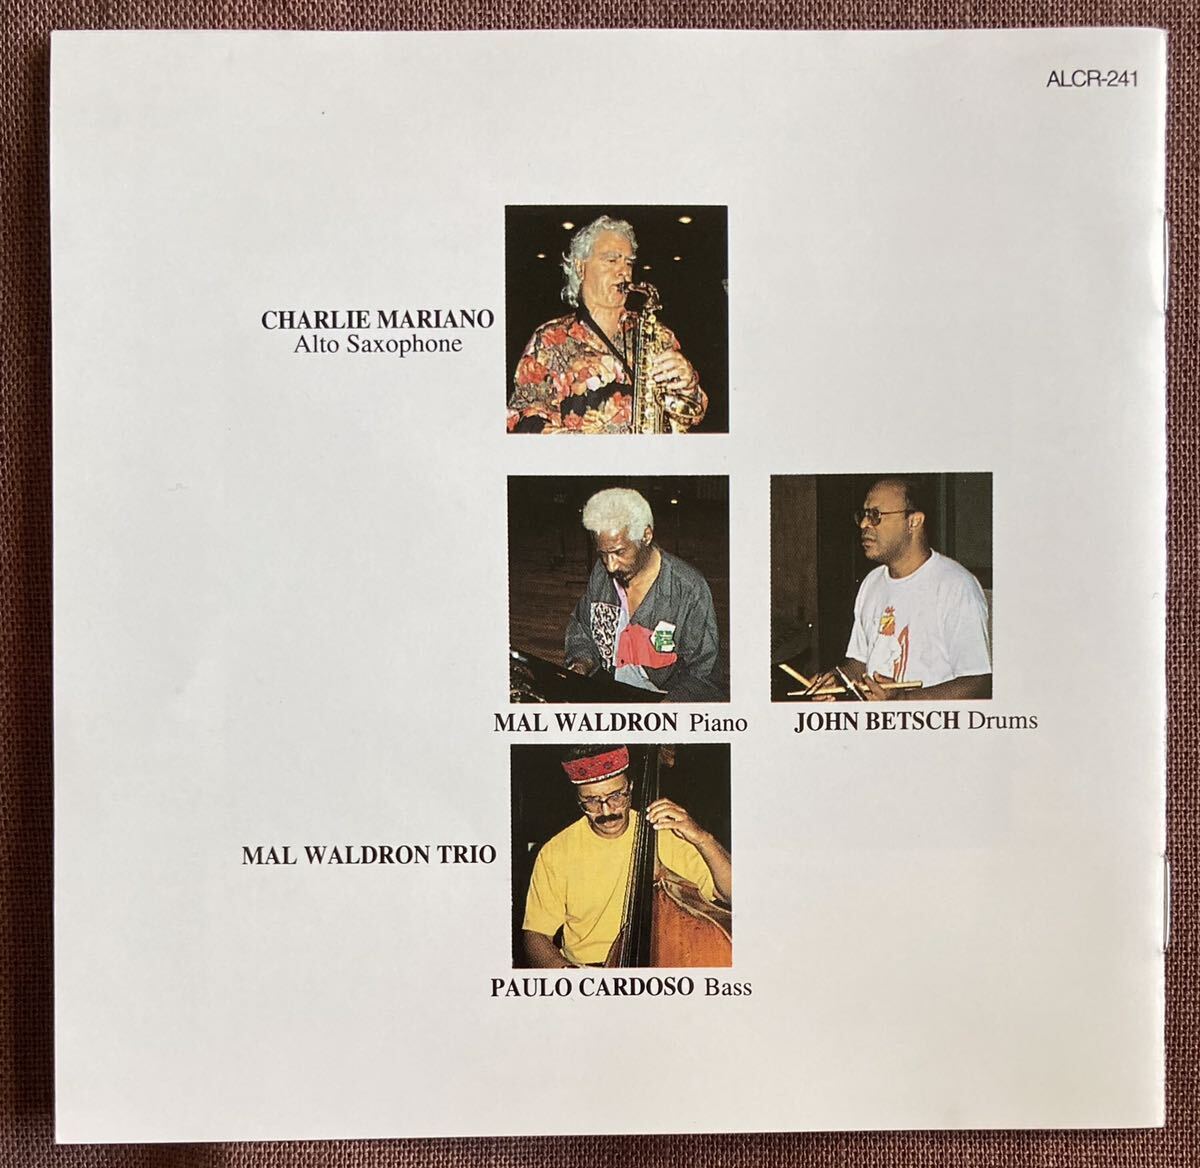 ALCR-241
CHARLIE MARIANO
Alto Saxophone
MAL WALDRON Piano
JOHN BETSCH Drums
MAL WALDRON TRIO
PAULO CARDOSO Bass